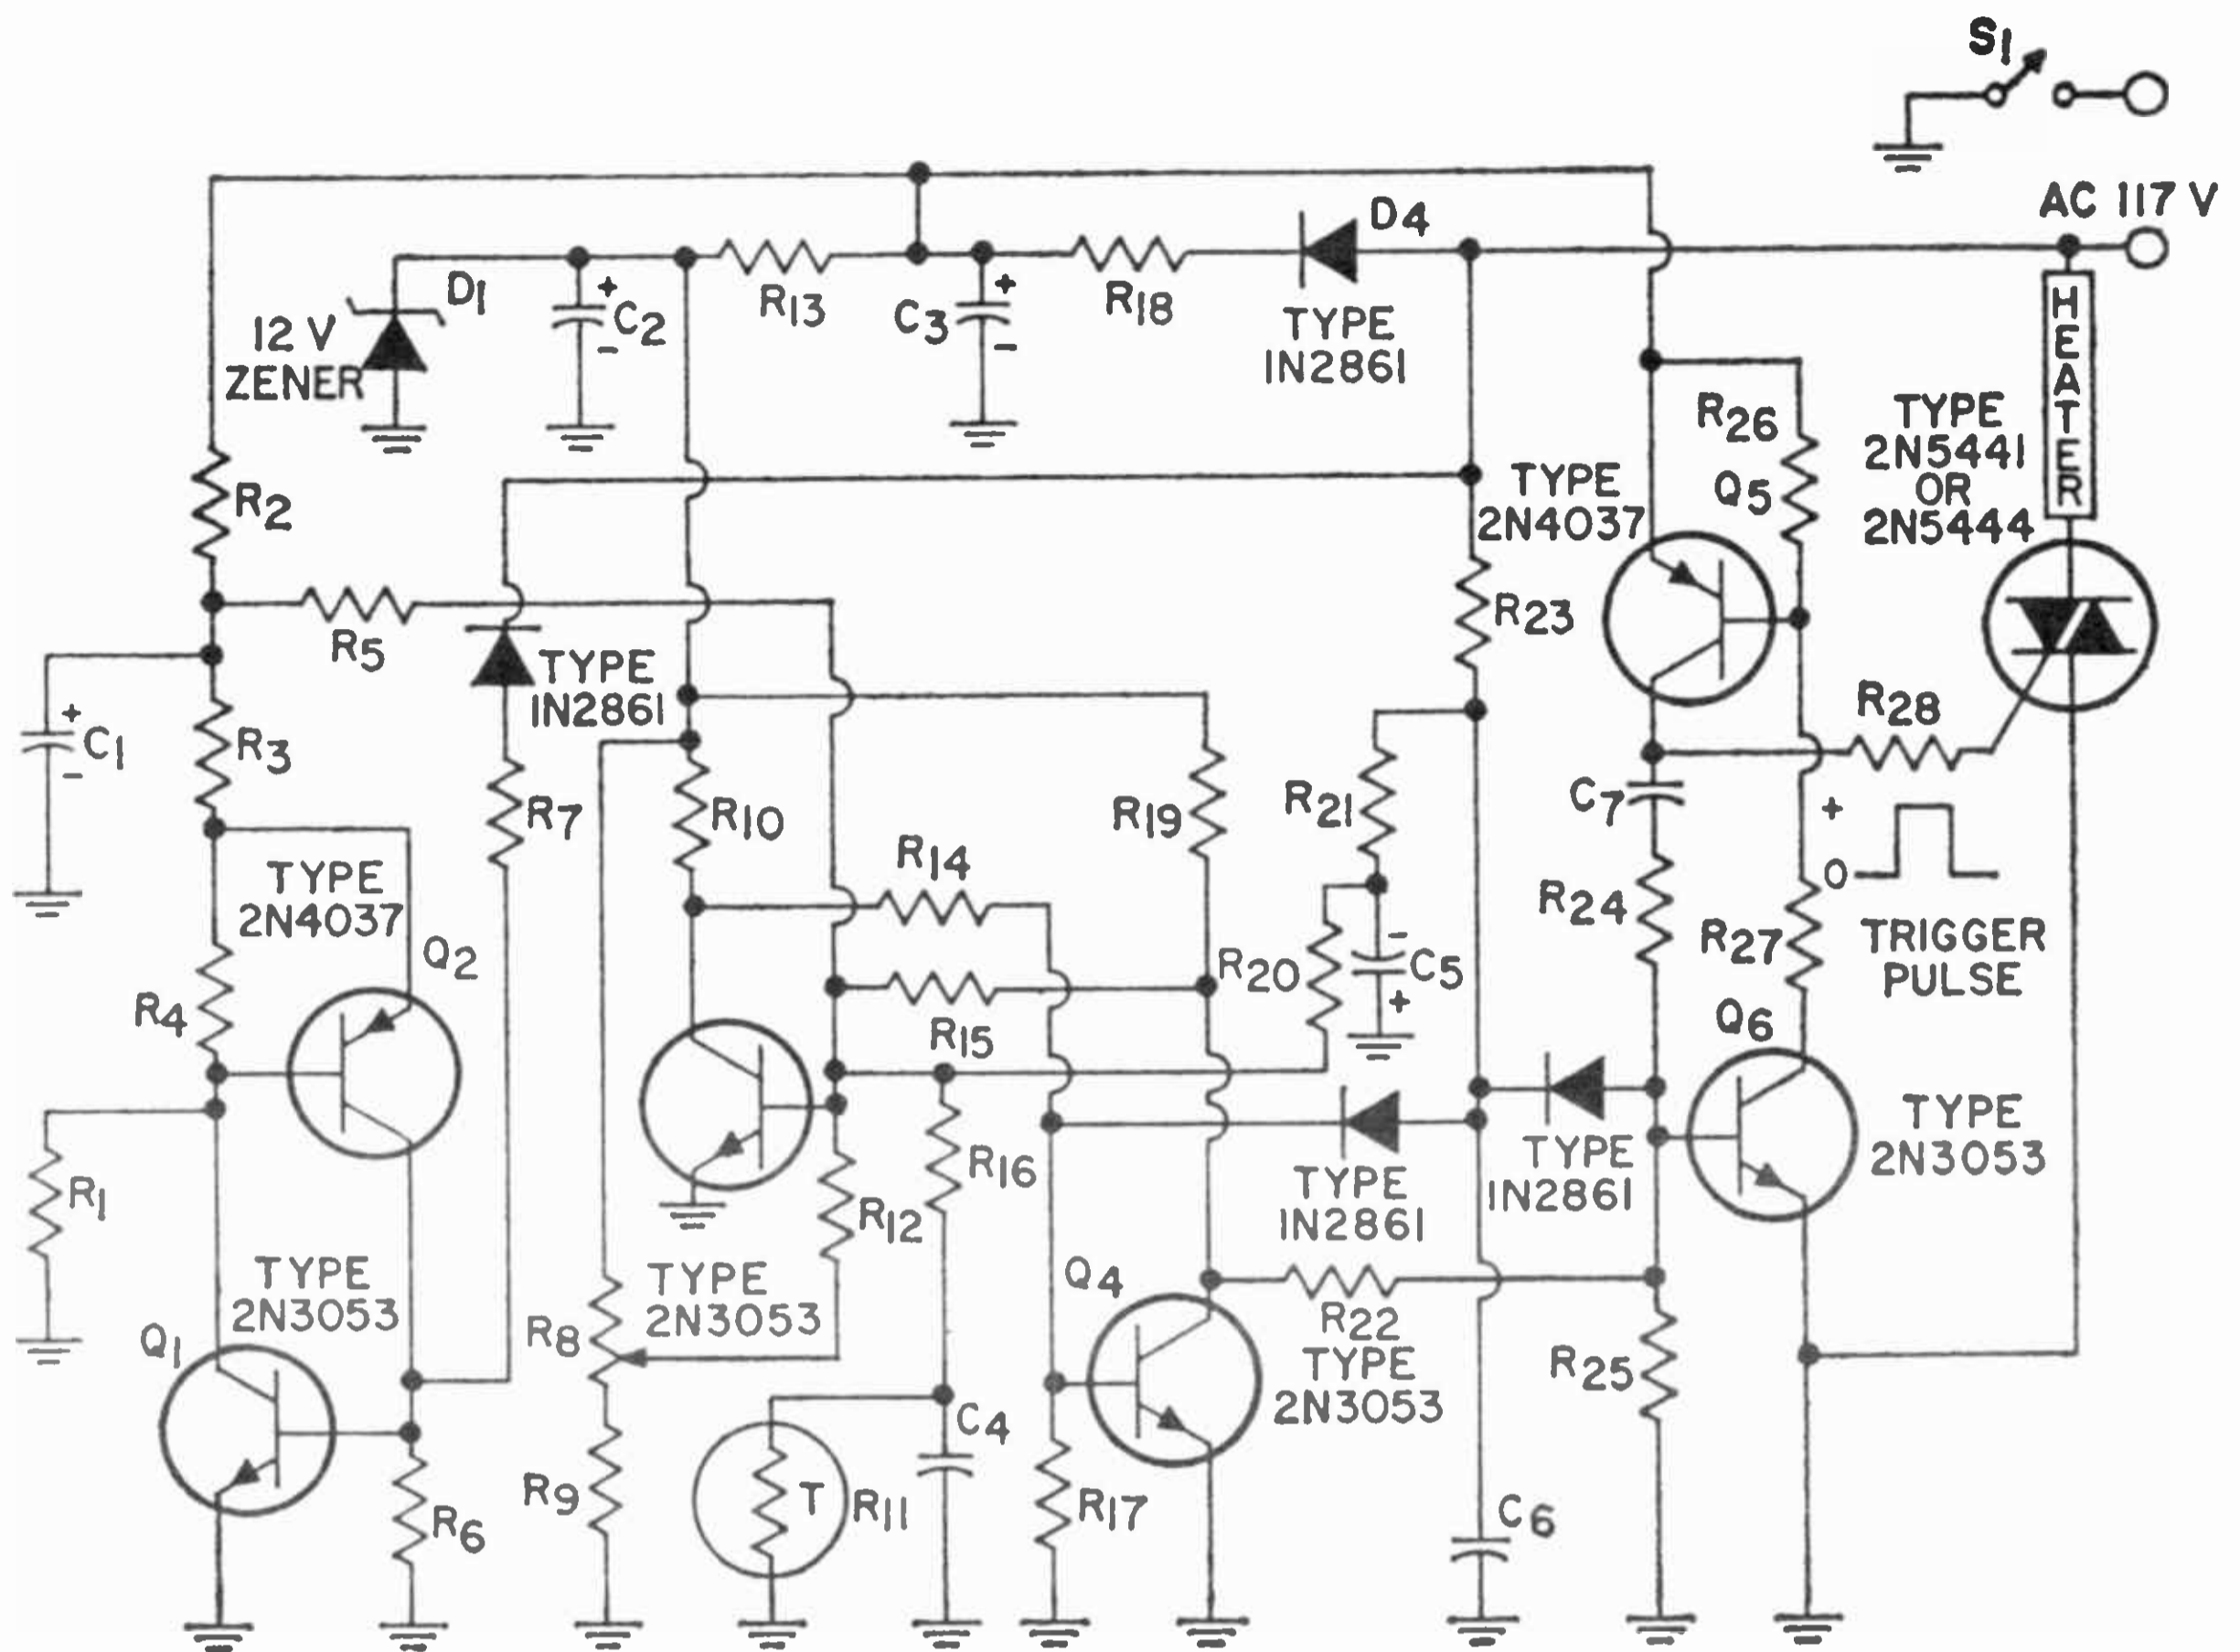 S1
AC 117 V
D4
D1
R13
C3
+
-
R18
12 V
ZENER
+
C2
-
TYPE
1N2861
HEATER
R26
TYPE
2N5441
OR
2N5444
R2
TYPE
2N4037
Q5
R5
TYPE
1N2861
R23
+
C1
-
R3
R7
R10
R19
R21
C7
R28
+
0
TRIGGER
PULSE
R14
TYPE
2N4037
Q2
R24
R27
R4
R15
R20
-
C5
+
Q6
R1
R16
R12
TYPE
1N2861
TYPE
1N2861
TYPE
2N3053
TYPE
2N3053
Q1
R8
TYPE
2N3053
Q4
R22
TYPE
2N3053
R25
C4
R6
R9
T
R11
R17
C6